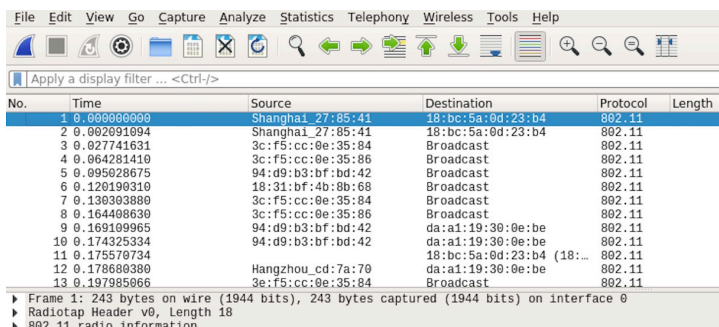 File Edit View Go Capture Analyze Statistics Telephony Wireless Tools Help
Apply a display filter ... <Ctrl-/>
No. Time Source Destination Protocol Length
1 0.000000000 Shanghai_27:85:41 18:bc:5a:0d:23:b4 802.11
2 0.002091094 Shanghai_27:85:41 18:bc:5a:0d:23:b4 802.11
3 0.027741631 3c:f5:cc:0e:35:84 Broadcast 802.11
4 0.064281410 3c:f5:cc:0e:35:86 Broadcast 802.11
5 0.095028675 94:d9:b3:bf:bd:42 Broadcast 802.11
6 0.120190310 18:31:bf:4b:8b:68 Broadcast 802.11
7 0.130303880 3c:f5:cc:0e:35:84 Broadcast 802.11
8 0.164408630 3c:f5:cc:0e:35:86 Broadcast 802.11
9 0.169109965 94:d9:b3:bf:bd:42 da:a1:19:30:0e:be 802.11
10 0.174325334 94:d9:b3:bf:bd:42 da:a1:19:30:0e:be 802.11
11 0.175570734 18:bc:5a:0d:23:b4 (18:… 802.11
12 0.178680380 Hangzhou_cd:7a:70 da:a1:19:30:0e:be 802.11
13 0.197985066 3e:f5:cc:0e:35:84 Broadcast 802.11
Frame 1: 243 bytes on wire (1944 bits), 243 bytes captured (1944 bits) on interface 0
Radiotap Header v0, Length 18
802.11 radio information